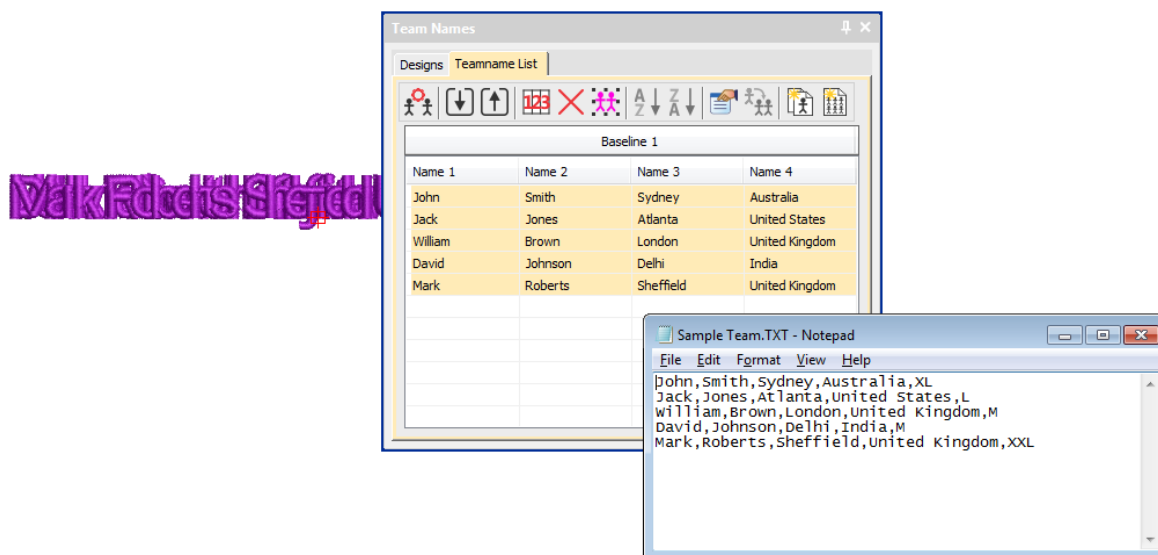 Team Names
Designs Teamname List
123
A Z Z A
Baseline 1
Name 1 Name 2 Name 3 Name 4
John Smith Sydney Australia
Jack Jones Atlanta United States
William Brown London United Kingdom
David Johnson Delhi India
Mark Roberts Sheffield United Kingdom
Sample Team.TXT - Notepad
File Edit Format View Help
John,Smith,Sydney,Australia,XL
Jack,Jones,Atlanta,United States,L
William,Brown,London,United Kingdom,M
David,Johnson,Delhi,India,M
Mark,Roberts,Sheffield,United Kingdom,XXL